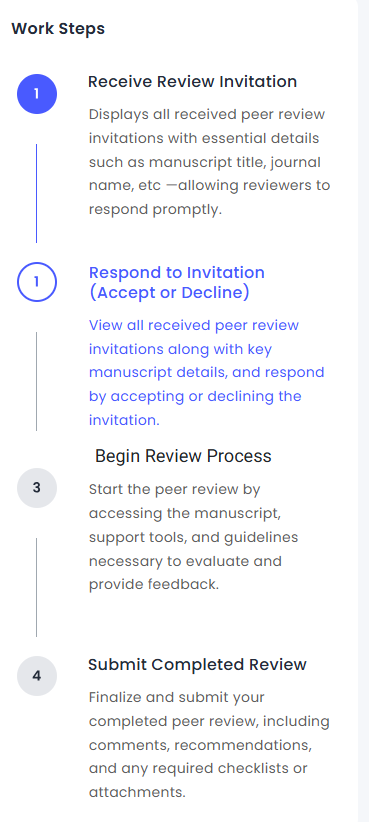 Work Steps
1
Receive Review Invitation
Displays all received peer review
invitations with essential details
such as manuscript title, journal
name, etc —allowing reviewers to
respond promptly.
1
Respond to Invitation
(Accept or Decline)
View all received peer review
invitations along with key
manuscript details, and respond
by accepting or declining the
invitation.
Begin Review Process
3
Start the peer review by
accessing the manuscript,
support tools, and guidelines
necessary to evaluate and
provide feedback.
4
Submit Completed Review
Finalize and submit your
completed peer review, including
comments, recommendations,
and any required checklists or
attachments.